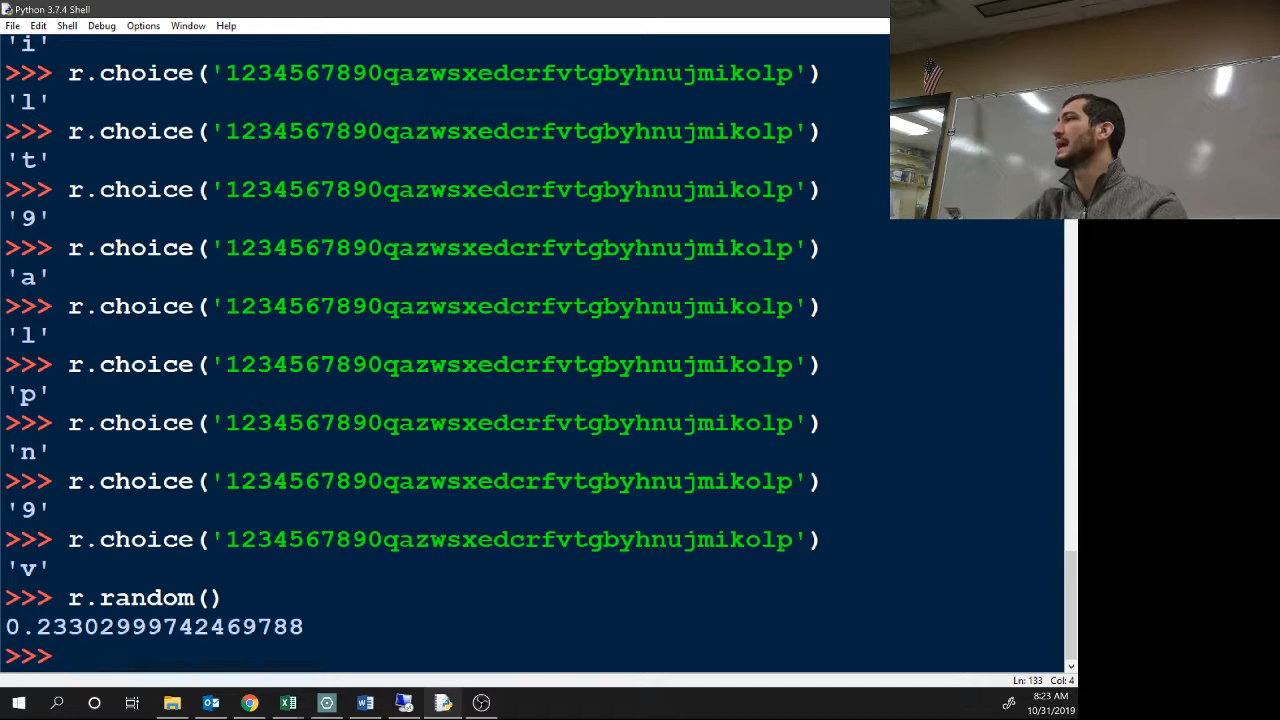 Python 3.7.4 Shell
File Edit Shell Debug Options Window Help
'i'
>>> r.choice('1234567890qazwsxedcrfvtgbyhnujmikolp')
'l'
>>> r.choice('1234567890qazwsxedcrfvtgbyhnujmikolp')
't'
>>> r.choice('1234567890qazwsxedcrfvtgbyhnujmikolp')
'9'
>>> r.choice('1234567890qazwsxedcrfvtgbyhnujmikolp')
'a'
>>> r.choice('1234567890qazwsxedcrfvtgbyhnujmikolp')
'l'
>>> r.choice('1234567890qazwsxedcrfvtgbyhnujmikolp')
'p'
>>> r.choice('1234567890qazwsxedcrfvtgbyhnujmikolp')
'n'
>>> r.choice('1234567890qazwsxedcrfvtgbyhnujmikolp')
'9'
>>> r.choice('1234567890qazwsxedcrfvtgbyhnujmikolp')
'v'
>>> r.random()
0.23302999742469788
>>>
Ln: 133 Col: 4
8:23 AM
10/31/2019